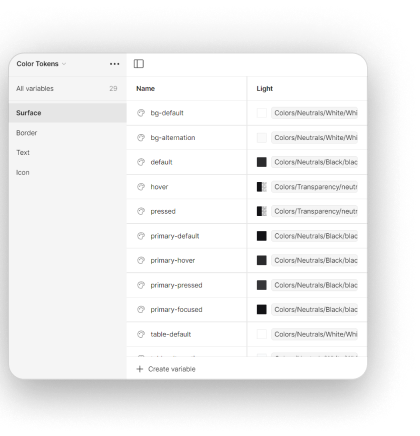 Color Tokens
All variables 29
Surface
Border
Text
Icon
Name Light
bg-default Colors/Neutrals/White/Whi
bg-alternation Colors/Neutrals/White/Whi
default Colors/Neutrals/Black/blac
hover Colors/Transparency/neutr
pressed Colors/Transparency/neutr
primary-default Colors/Neutrals/Black/blac
primary-hover Colors/Neutrals/Black/blac
primary-pressed Colors/Neutrals/Black/blac
primary-focused Colors/Neutrals/Black/blac
table-default Colors/Neutrals/White/Whi
Create variable